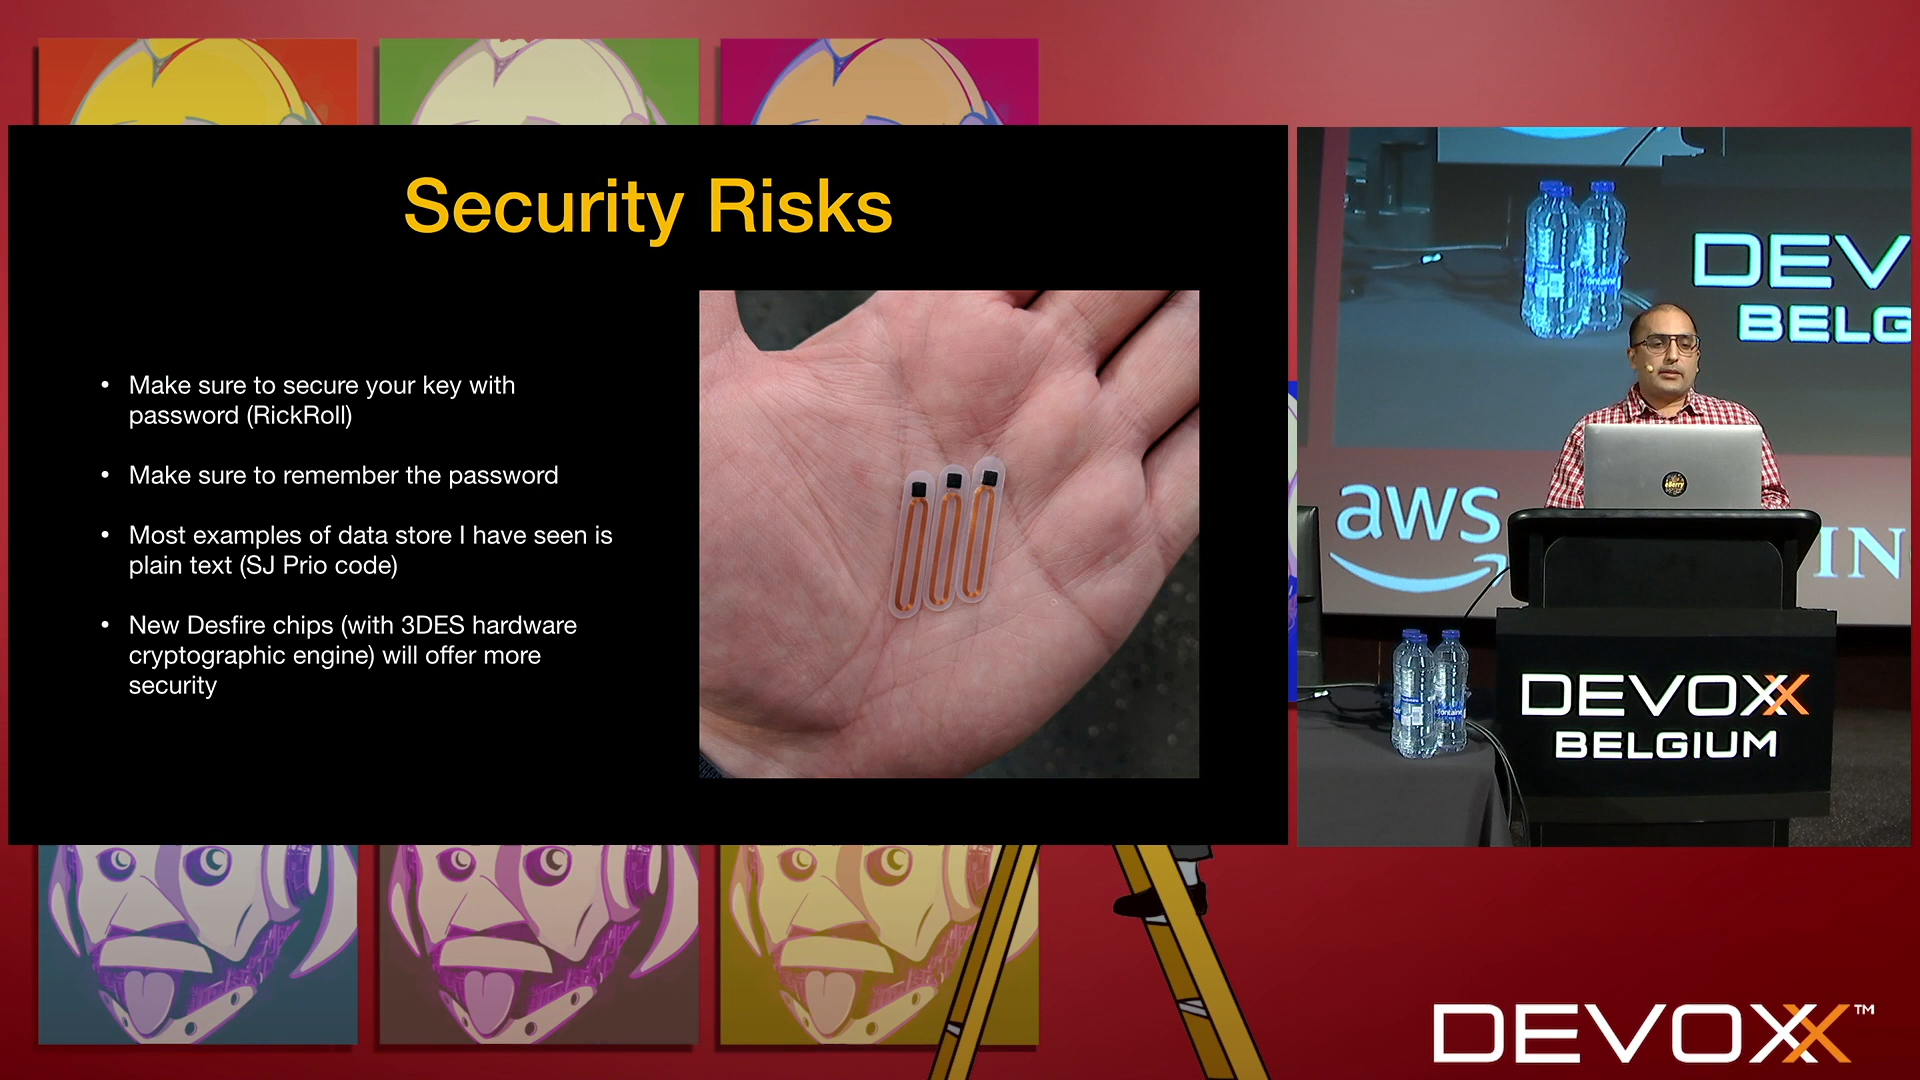 Security Risks
• Make sure to secure your key with
password (RickRoll)
• Make sure to remember the password
• Most examples of data store I have seen is
plain text (SJ Prio code)
• New Desfire chips (with 3DES hardware
cryptographic engine) will offer more
security
DEV
BELG
aws
IN
DEVOXX
BELGIUM
DEVOXX™